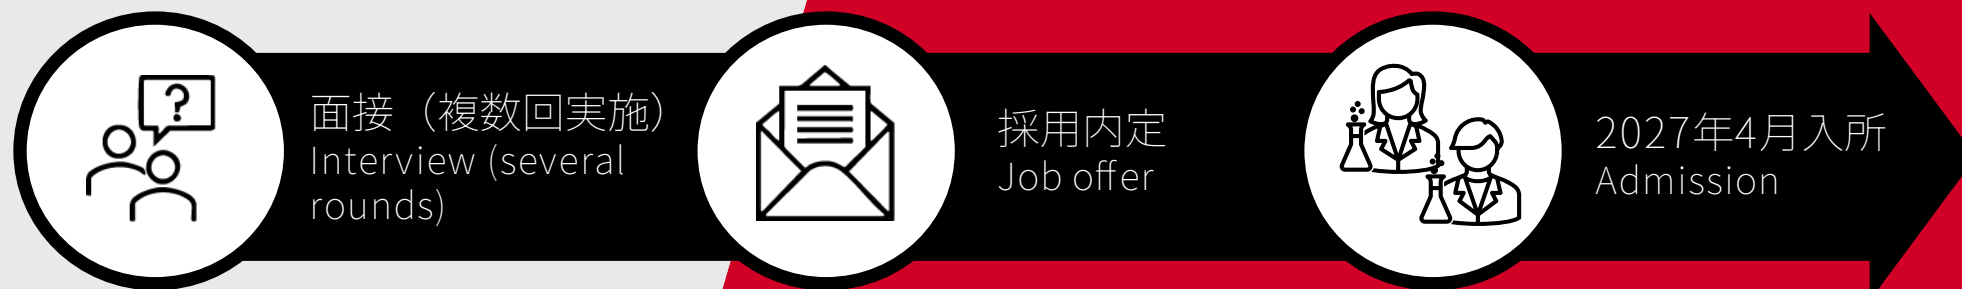 ?
面接（複数回実施）
Interview (several
rounds)
採用内定
Job offer
2027年4月入所
Admission